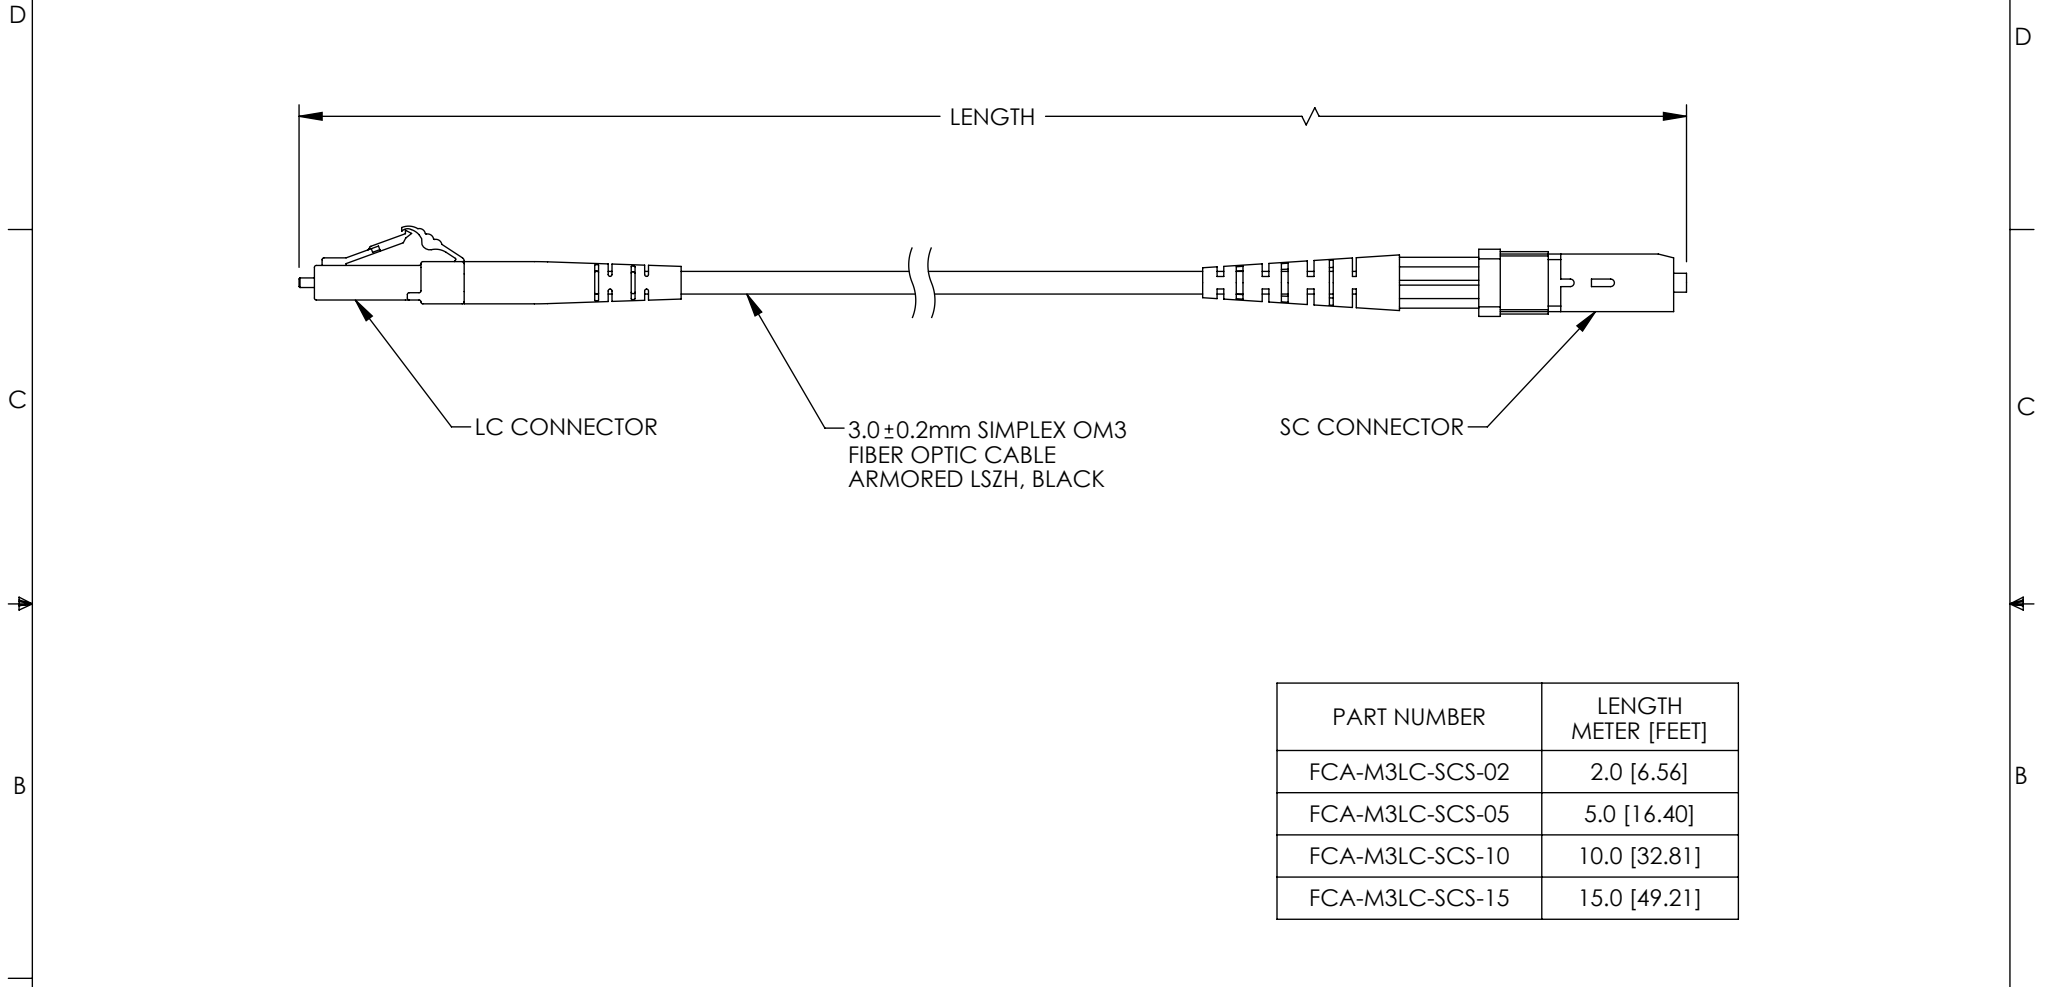 D
D
LENGTH
LC CONNECTOR
3.0±0.2mm SIMPLEX OM3
FIBER OPTIC CABLE
ARMORED LSZH, BLACK
SC CONNECTOR
C
C
PART NUMBER
LENGTH
METER [FEET]
FCA-M3LC-SCS-02 2.0 [6.56]
FCA-M3LC-SCS-05 5.0 [16.40]
FCA-M3LC-SCS-10 10.0 [32.81]
FCA-M3LC-SCS-15 15.0 [49.21]
B
B